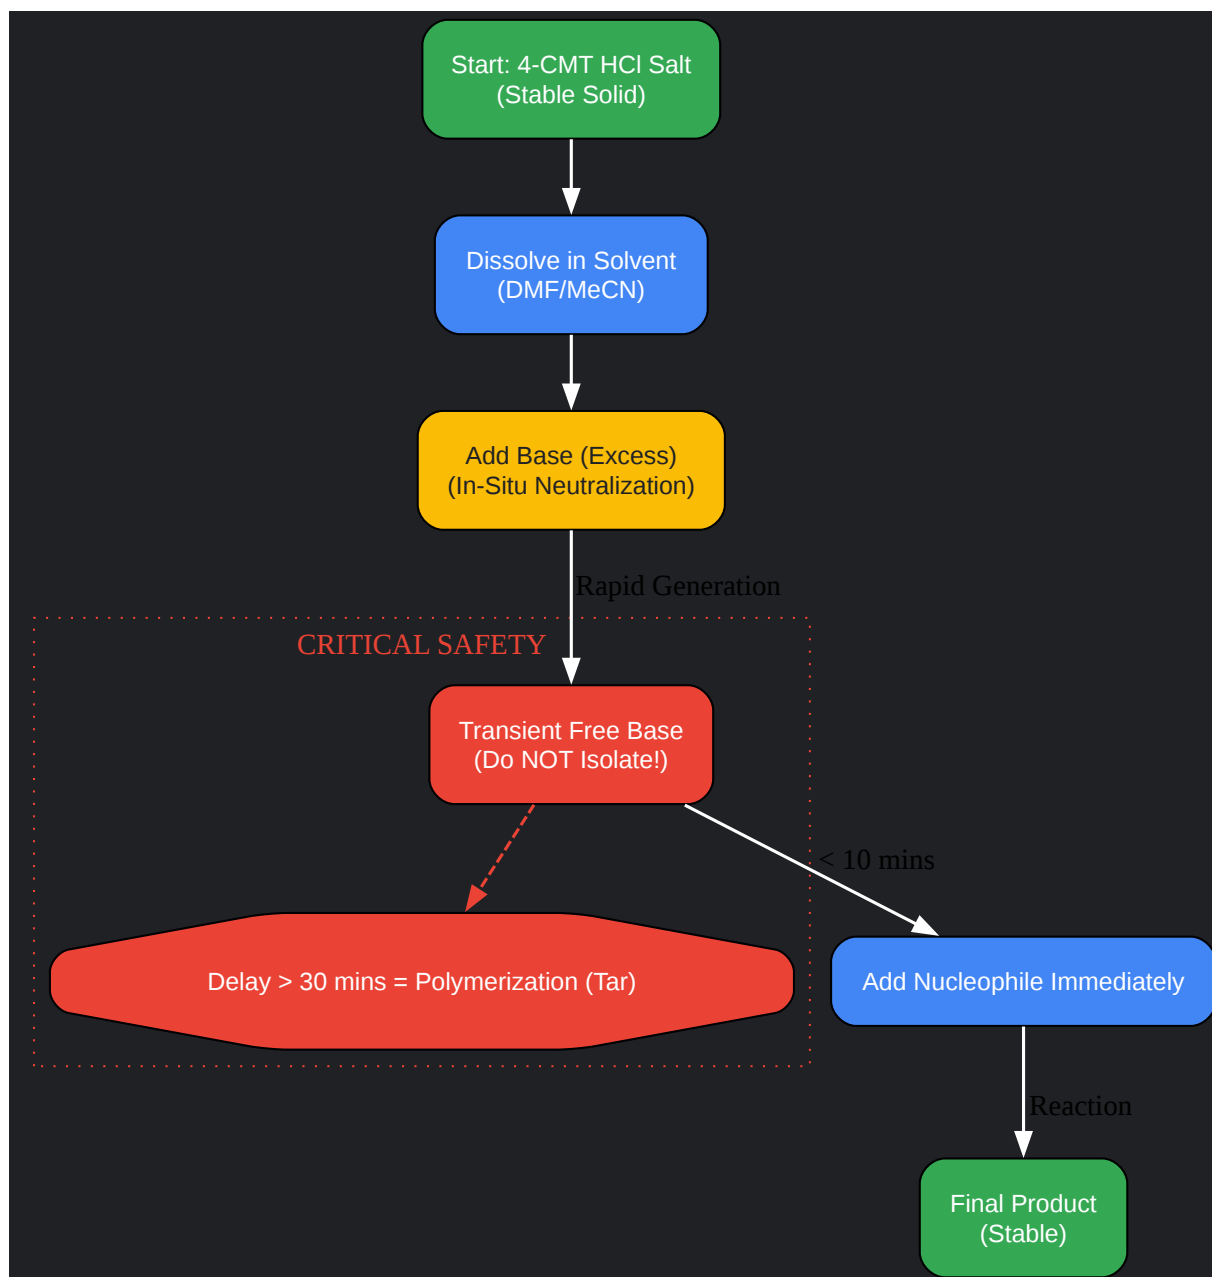 Start: 4-CMT HCl Salt
(Stable Solid)
Dissolve in Solvent
(DMF/MeCN)
Add Base (Excess)
(In-Situ Neutralization)
Rapid Generation
CRITICAL SAFETY
Transient Free Base
(Do NOT Isolate!)
< 10 mins
Delay > 30 mins = Polymerization (Tar)
Add Nucleophile Immediately
Reaction
Final Product
(Stable)